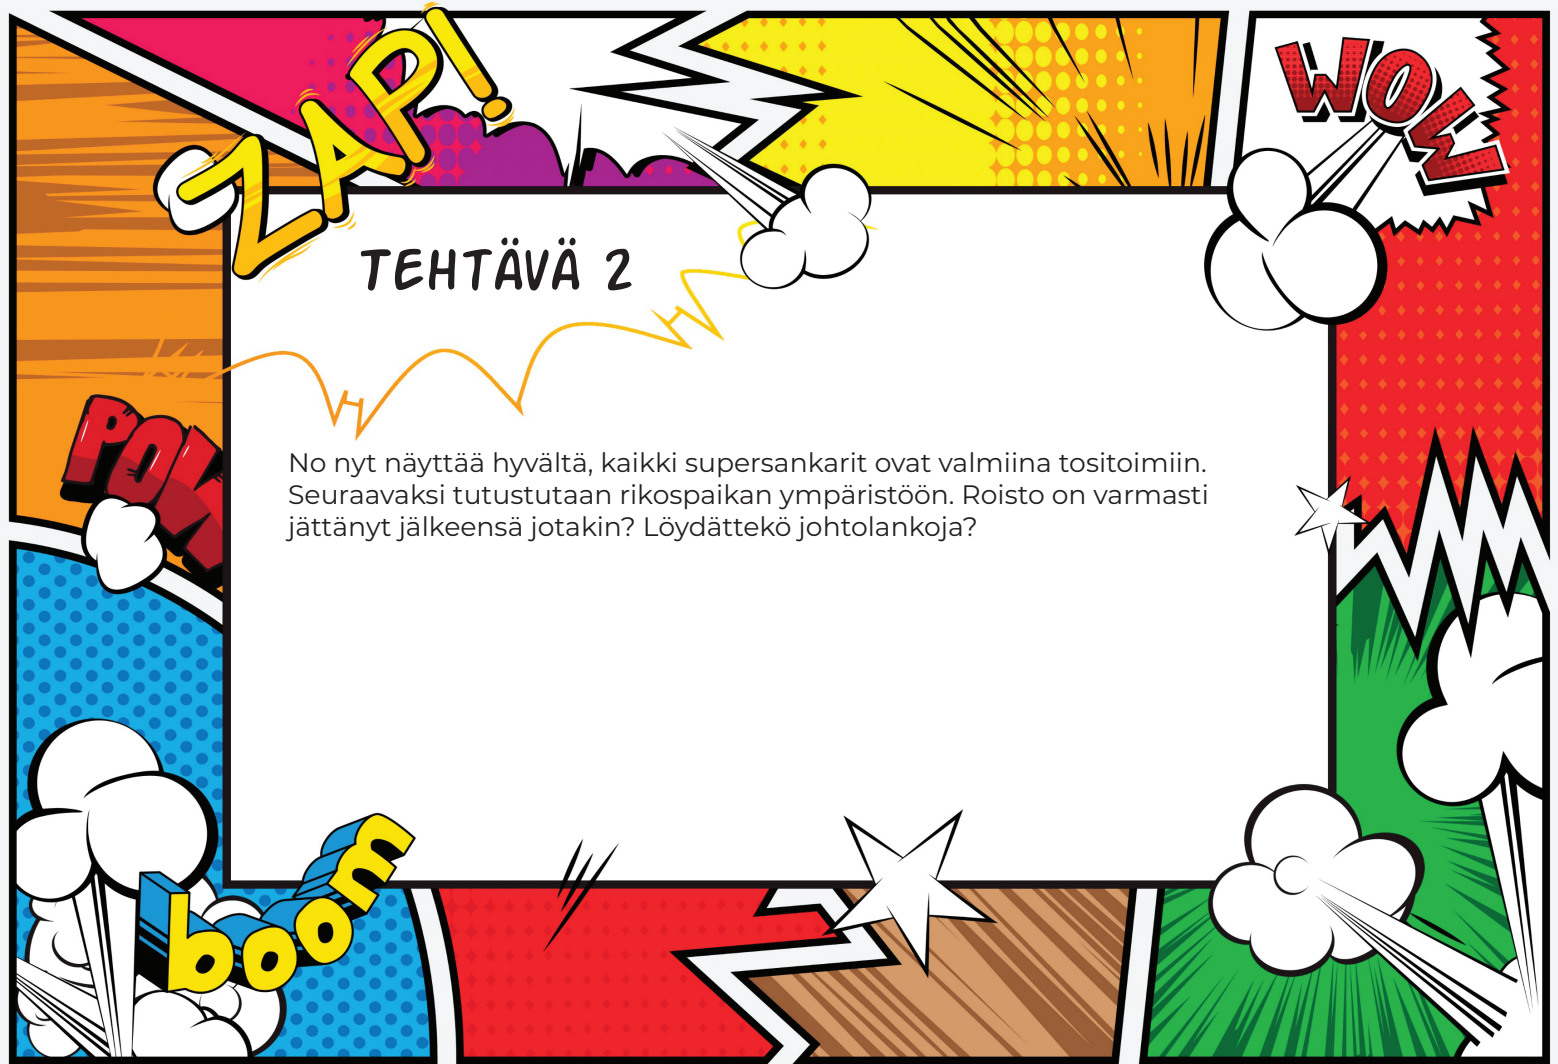 ZAP!
WOW
TEHTÄVÄ 2
POW
No nyt näyttää hyvältä, kaikki supersankarit ovat valmiina tositoimiin.
Seuraavaksi tutustutaan rikospaikan ympäristöön. Roisto on varmasti
jättänyt jälkeensä jotakin? Löydättekö johtolankoja?
boom